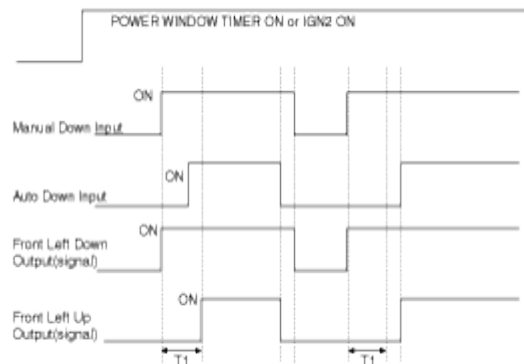 POWER WINDOW TIMER ON or IGN2 ON
ON
Manual Down Input
ON
Auto Down Input
ON
Front Left Down
Output(signal)
ON
Front Left Up
Output(signal)
T1
T1